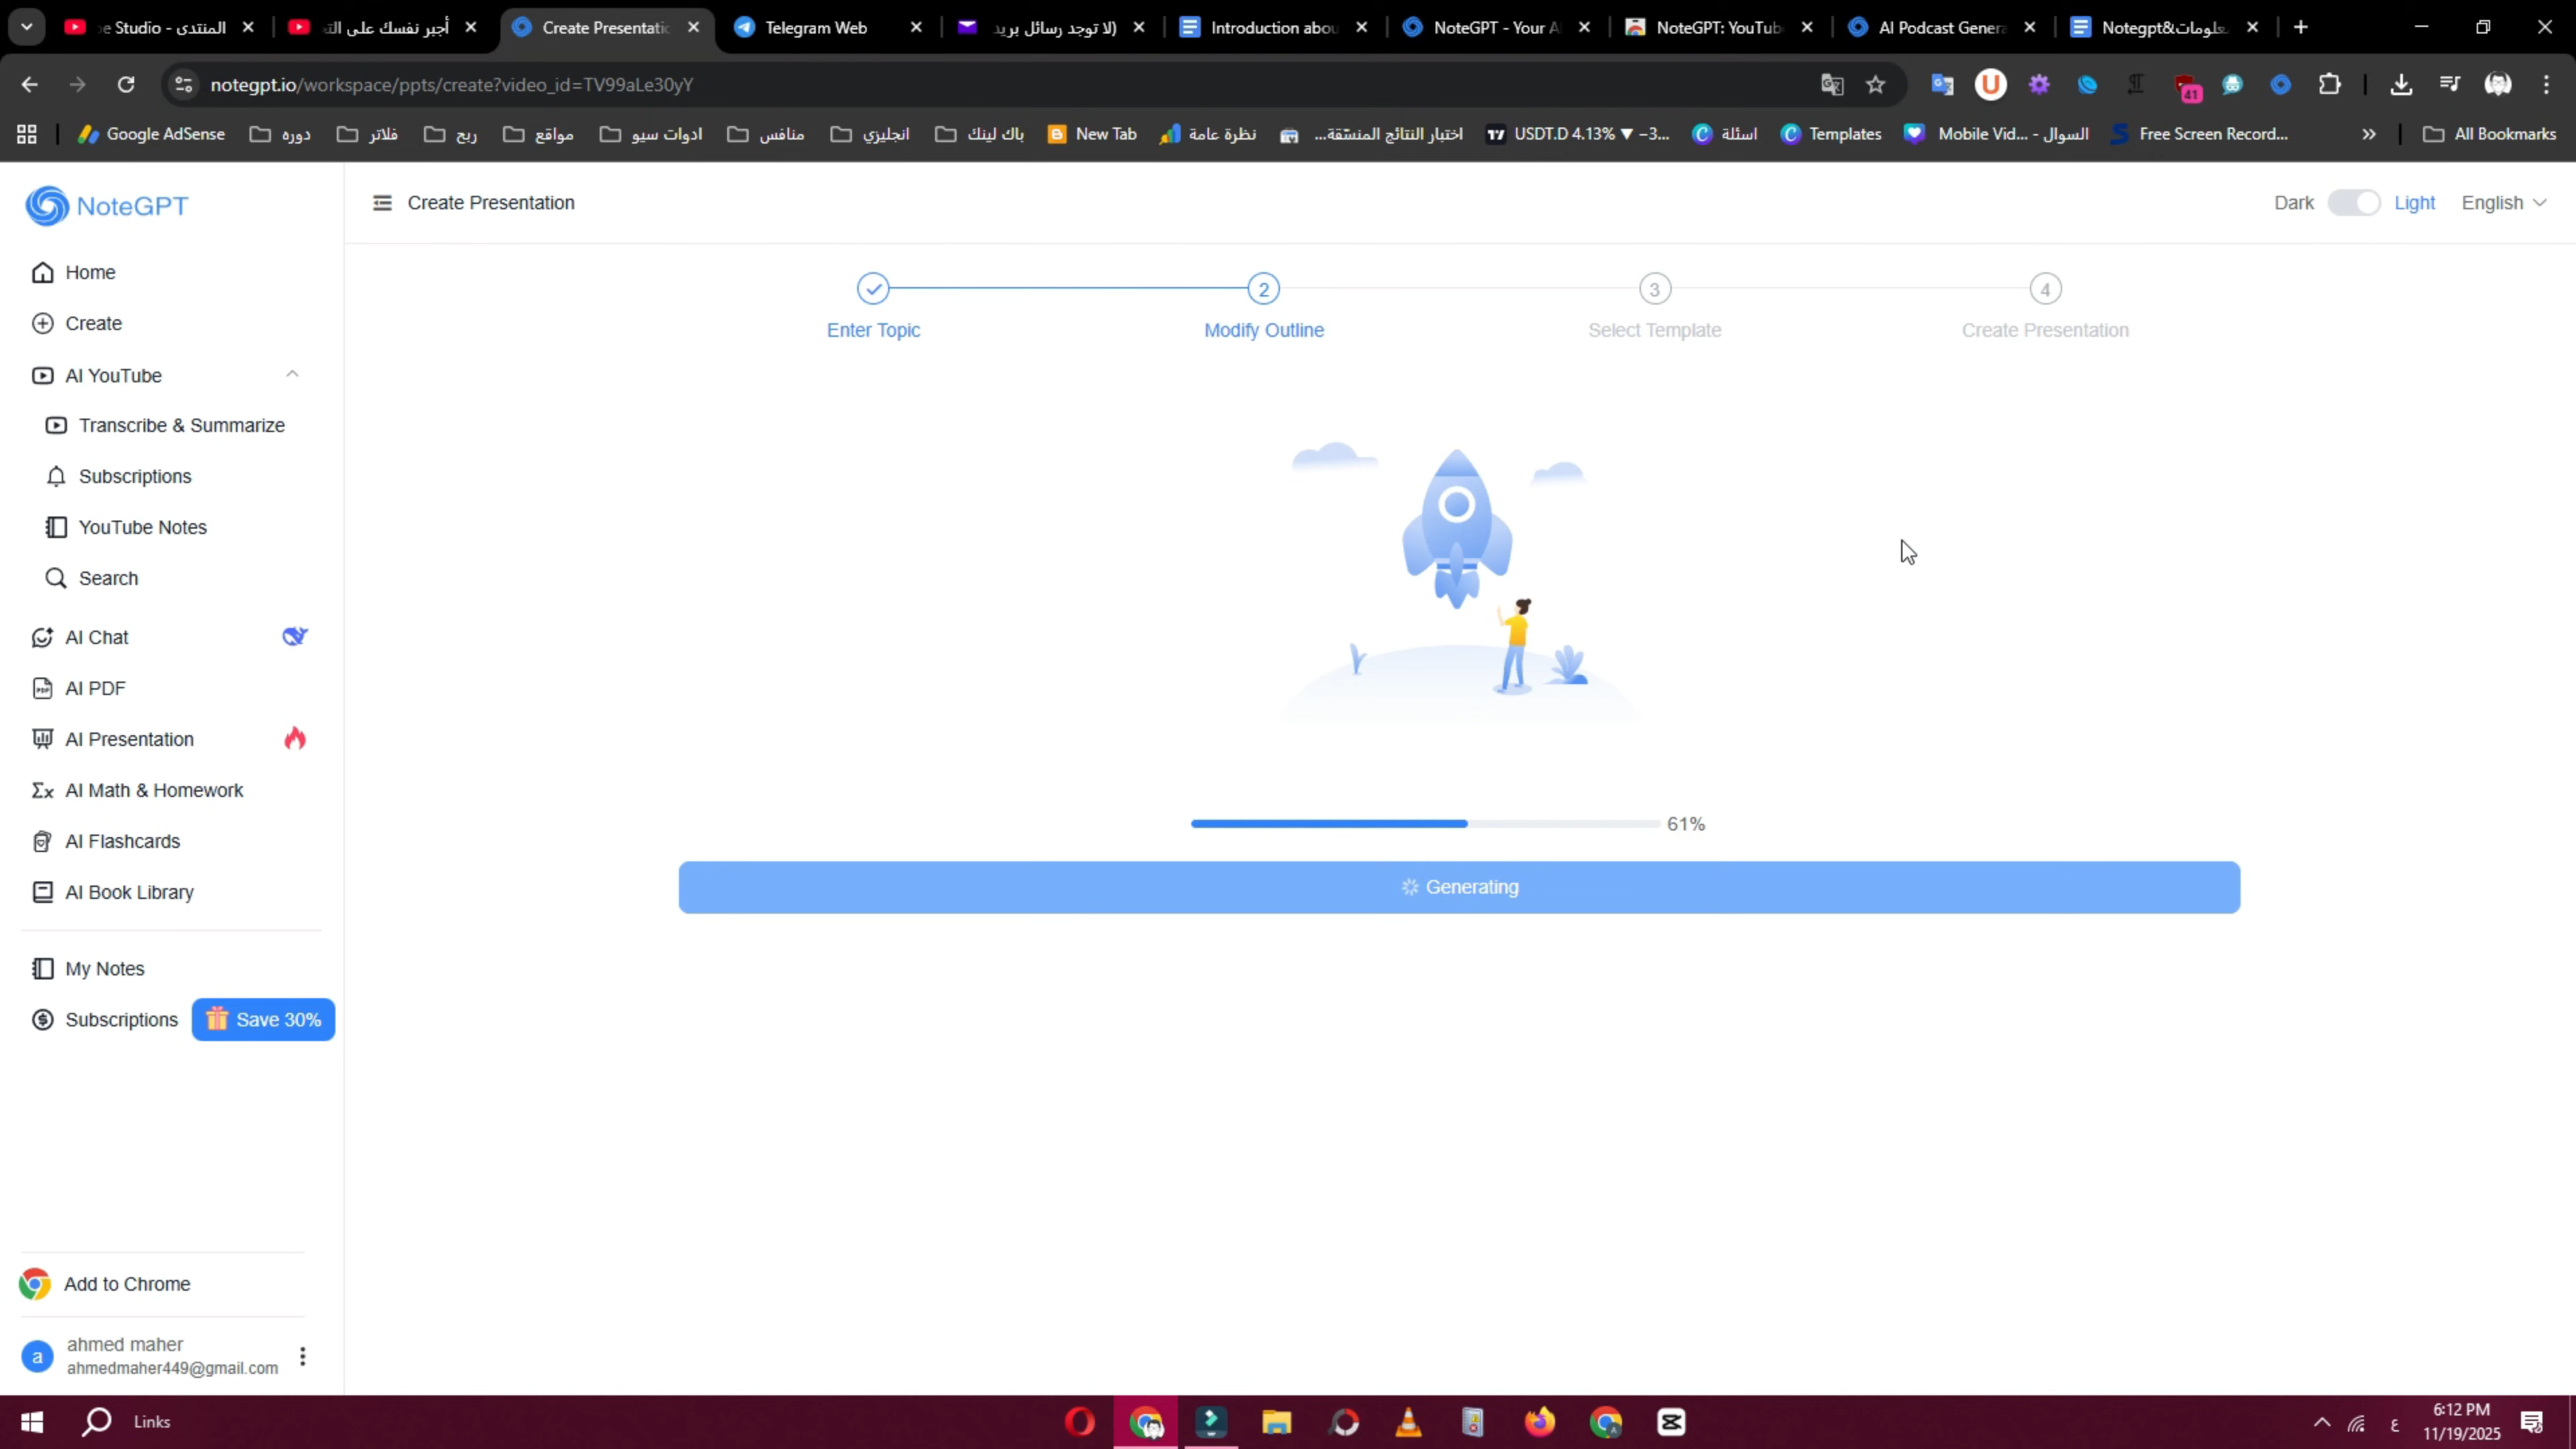 e Studio - المنتدى
أجبر نفسك على الت
Create Presentatic
Telegram Web
(لا توجد رسائل بريد
Introduction abou
NoteGPT - Your A
NoteGPT: YouTub
AI Podcast Genera
Notegpt&معلومات
notegpt.io/workspace/ppts/create?video_id=TV99aLe30yY
41
Google AdSense
دوره
فلاتر
ربح
مواقع
ادوات سيو
منافس
انجليزي
باك لينك
New Tab
نظرة عامة
اختبار النتائج المنسّقة...
USDT.D 4.13% ▼ −3...
اسئلة
Templates
Mobile Vid... - السوال
Free Screen Record...
All Bookmarks
NoteGPT
Create Presentation
Dark
Light
English
Home
Create
AI YouTube
Transcribe & Summarize
Subscriptions
YouTube Notes
Search
AI Chat
AI PDF
AI Presentation
AI Math & Homework
AI Flashcards
AI Book Library
My Notes
Subscriptions
Save 30%
2
3
4
Enter Topic
Modify Outline
Select Template
Create Presentation
61%
Generating
Add to Chrome
a
ahmed maher
ahmedmaher449@gmail.com
Links
ع
6:12 PM
11/19/2025